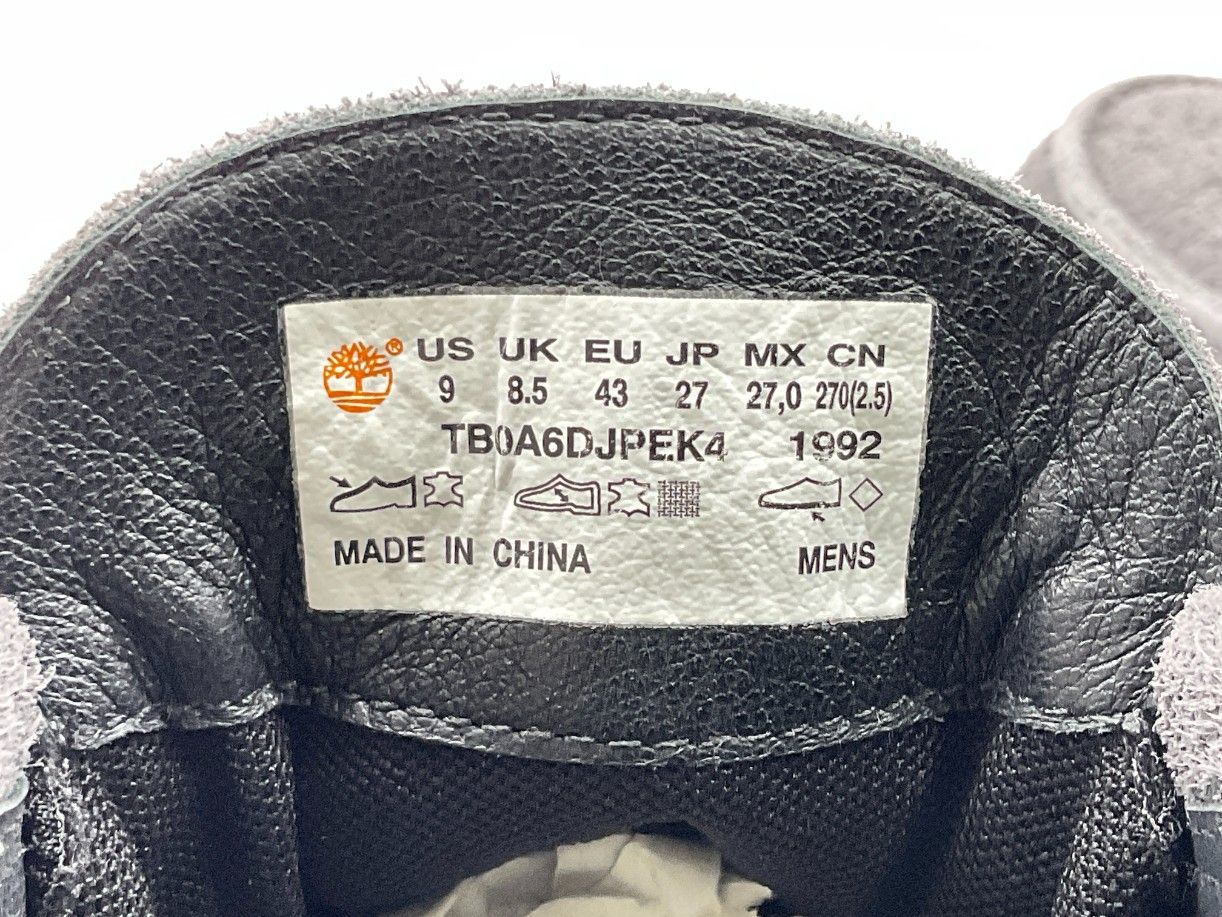 ® US UK EU JP MX CN
9 8.5 43 27 27,0 270(2.5)
TB0A6DJPEK4 1992
MADE IN CHINA MENS